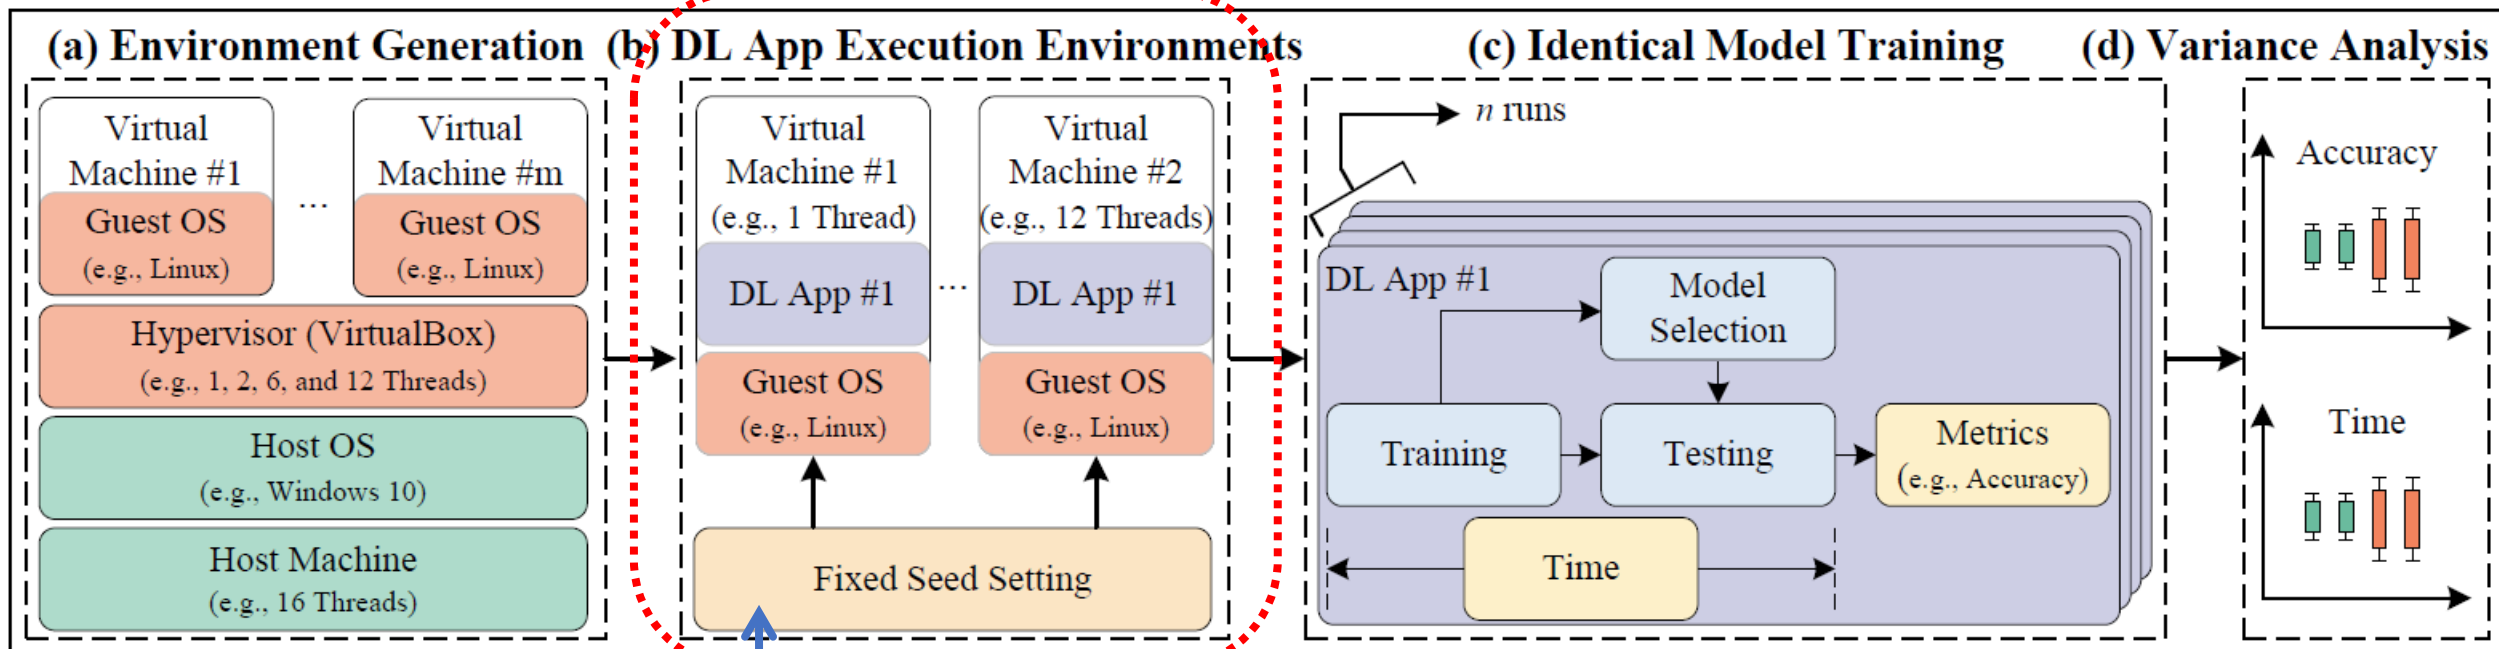 (a) Environment Generation
Virtual
Machine #1
Guest OS
(e.g., Linux)
...
Virtual
Machine #m
Guest OS
(e.g., Linux)
Hypervisor (VirtualBox)
(e.g., 1, 2, 6, and 12 Threads)
Host OS
(e.g., Windows 10)
Host Machine
(e.g., 16 Threads)
(b) DL App Execution Environments
Virtual
Machine #1
(e.g., 1 Thread)
DL App #1
Guest OS
(e.g., Linux)
...
Virtual
Machine #2
(e.g., 12 Threads)
DL App #1
Guest OS
(e.g., Linux)
Fixed Seed Setting
(c) Identical Model Training
n runs
DL App #1
Model
Selection
Training
Testing
Metrics
(e.g., Accuracy)
Time
(d) Variance Analysis
Accuracy
Time